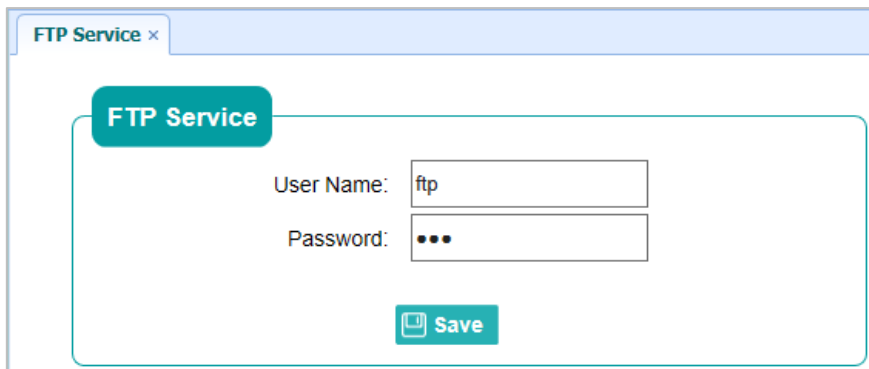 FTP Service ×
FTP Service
User Name: ftp
Password: •••
Save